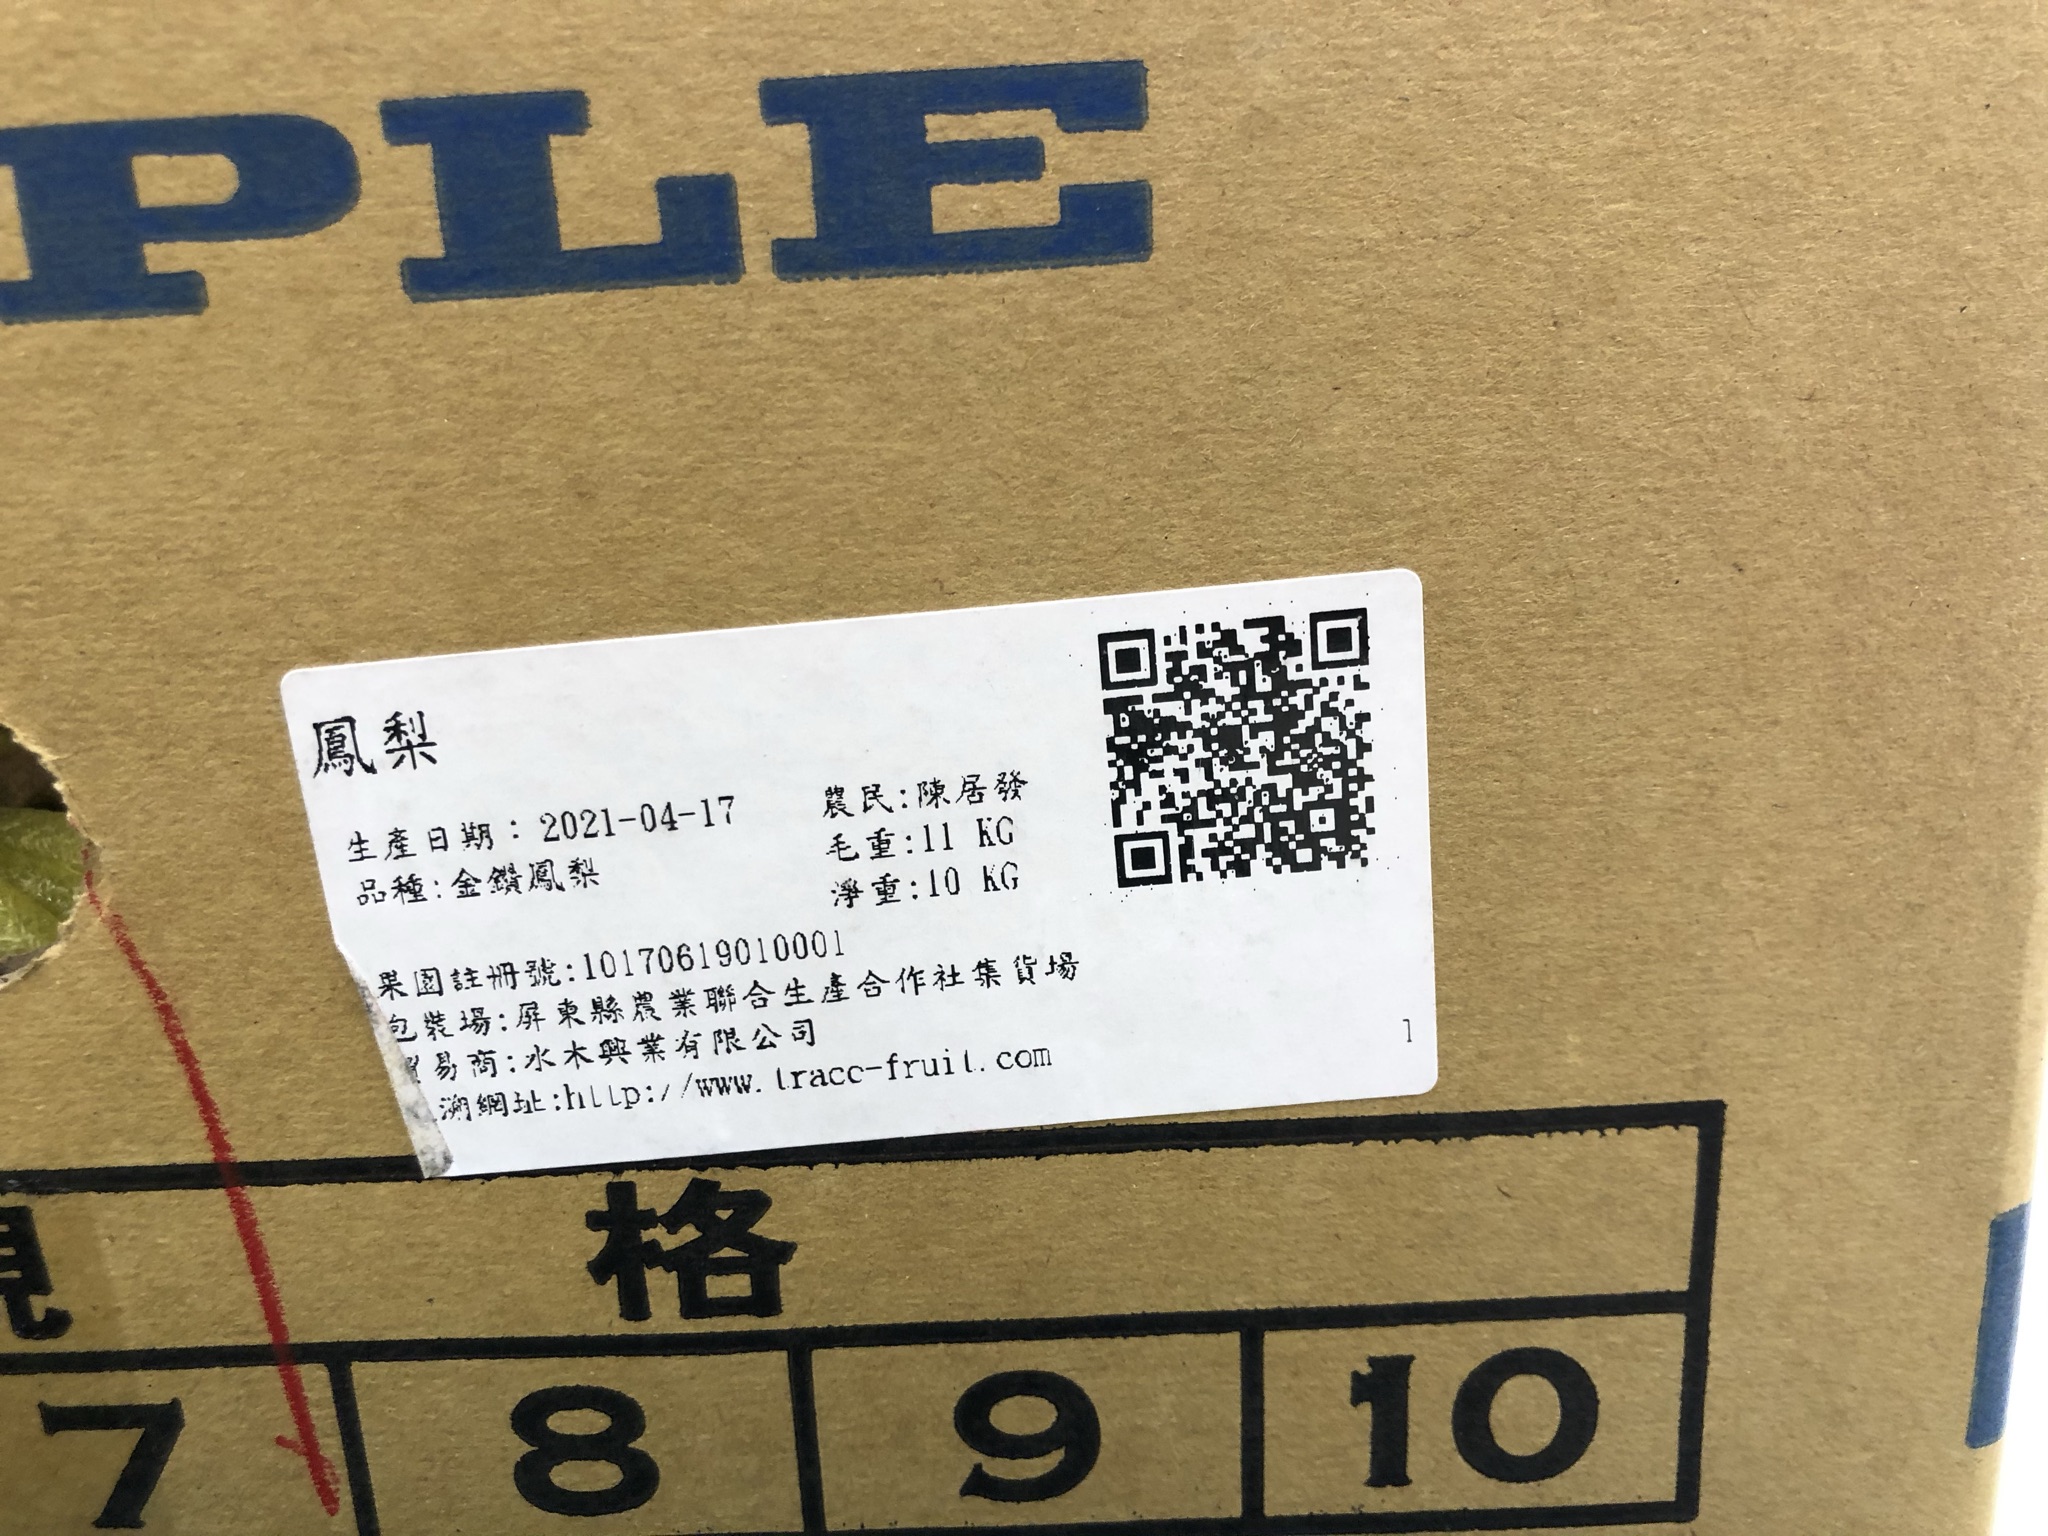 PLE
鳳梨
生產日期：2021-04-17
農民:陳居發
品種:金鑽鳳梨
毛重:11 KG
淨重:10 KG
果園註冊號:10170619010001
包裝場:屏東縣農業聯合生產合作社集貨場
貿易商:水木興業有限公司
溯網址:http://www.trace-fruit.com
1
規格
7 8 9 10